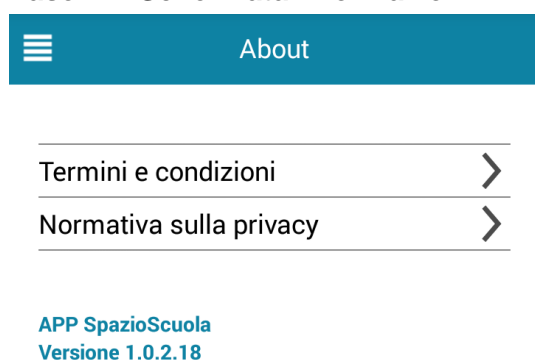 About
Termini e condizioni
Normativa sulla privacy
APP SpazioScuola
Versione 1.0.2.18